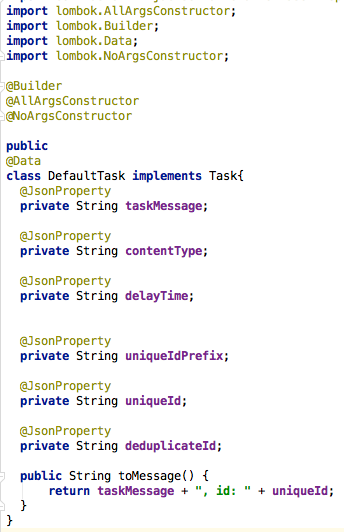 import lombok.AllArgsConstructor;
import lombok.Builder;
import lombok.Data;
import lombok.NoArgsConstructor;
@Builder
@AllArgsConstructor
@NoArgsConstructor
public
@Data
class DefaultTask implements Task{
@JsonProperty
private String taskMessage;
@JsonProperty
private String contentType;
@JsonProperty
private String delayTime;
@JsonProperty
private String uniqueIdPrefix;
@JsonProperty
private String uniqueId;
@JsonProperty
private String deduplicateId;
public String toMessage() {
return taskMessage + ", id: " + uniqueId;
}
}